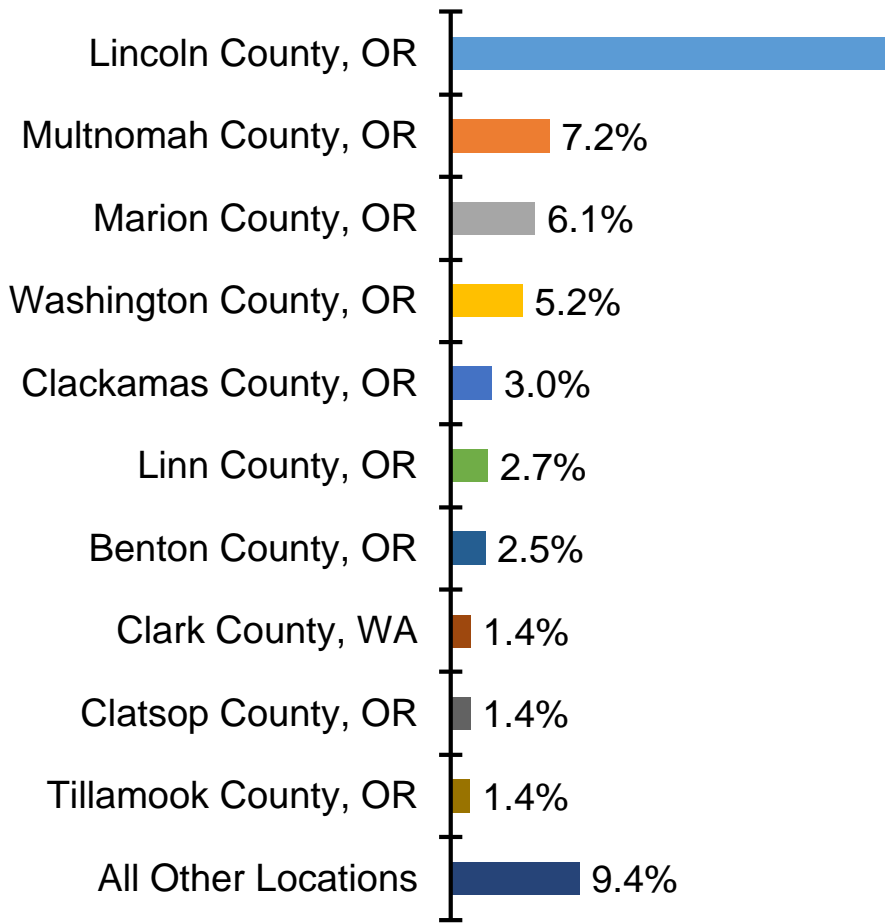 Lincoln County, OR
Multnomah County, OR 7.2%
Marion County, OR 6.1%
Washington County, OR 5.2%
Clackamas County, OR 3.0%
Linn County, OR 2.7%
Benton County, OR 2.5%
Clark County, WA 1.4%
Clatsop County, OR 1.4%
Tillamook County, OR 1.4%
All Other Locations 9.4%